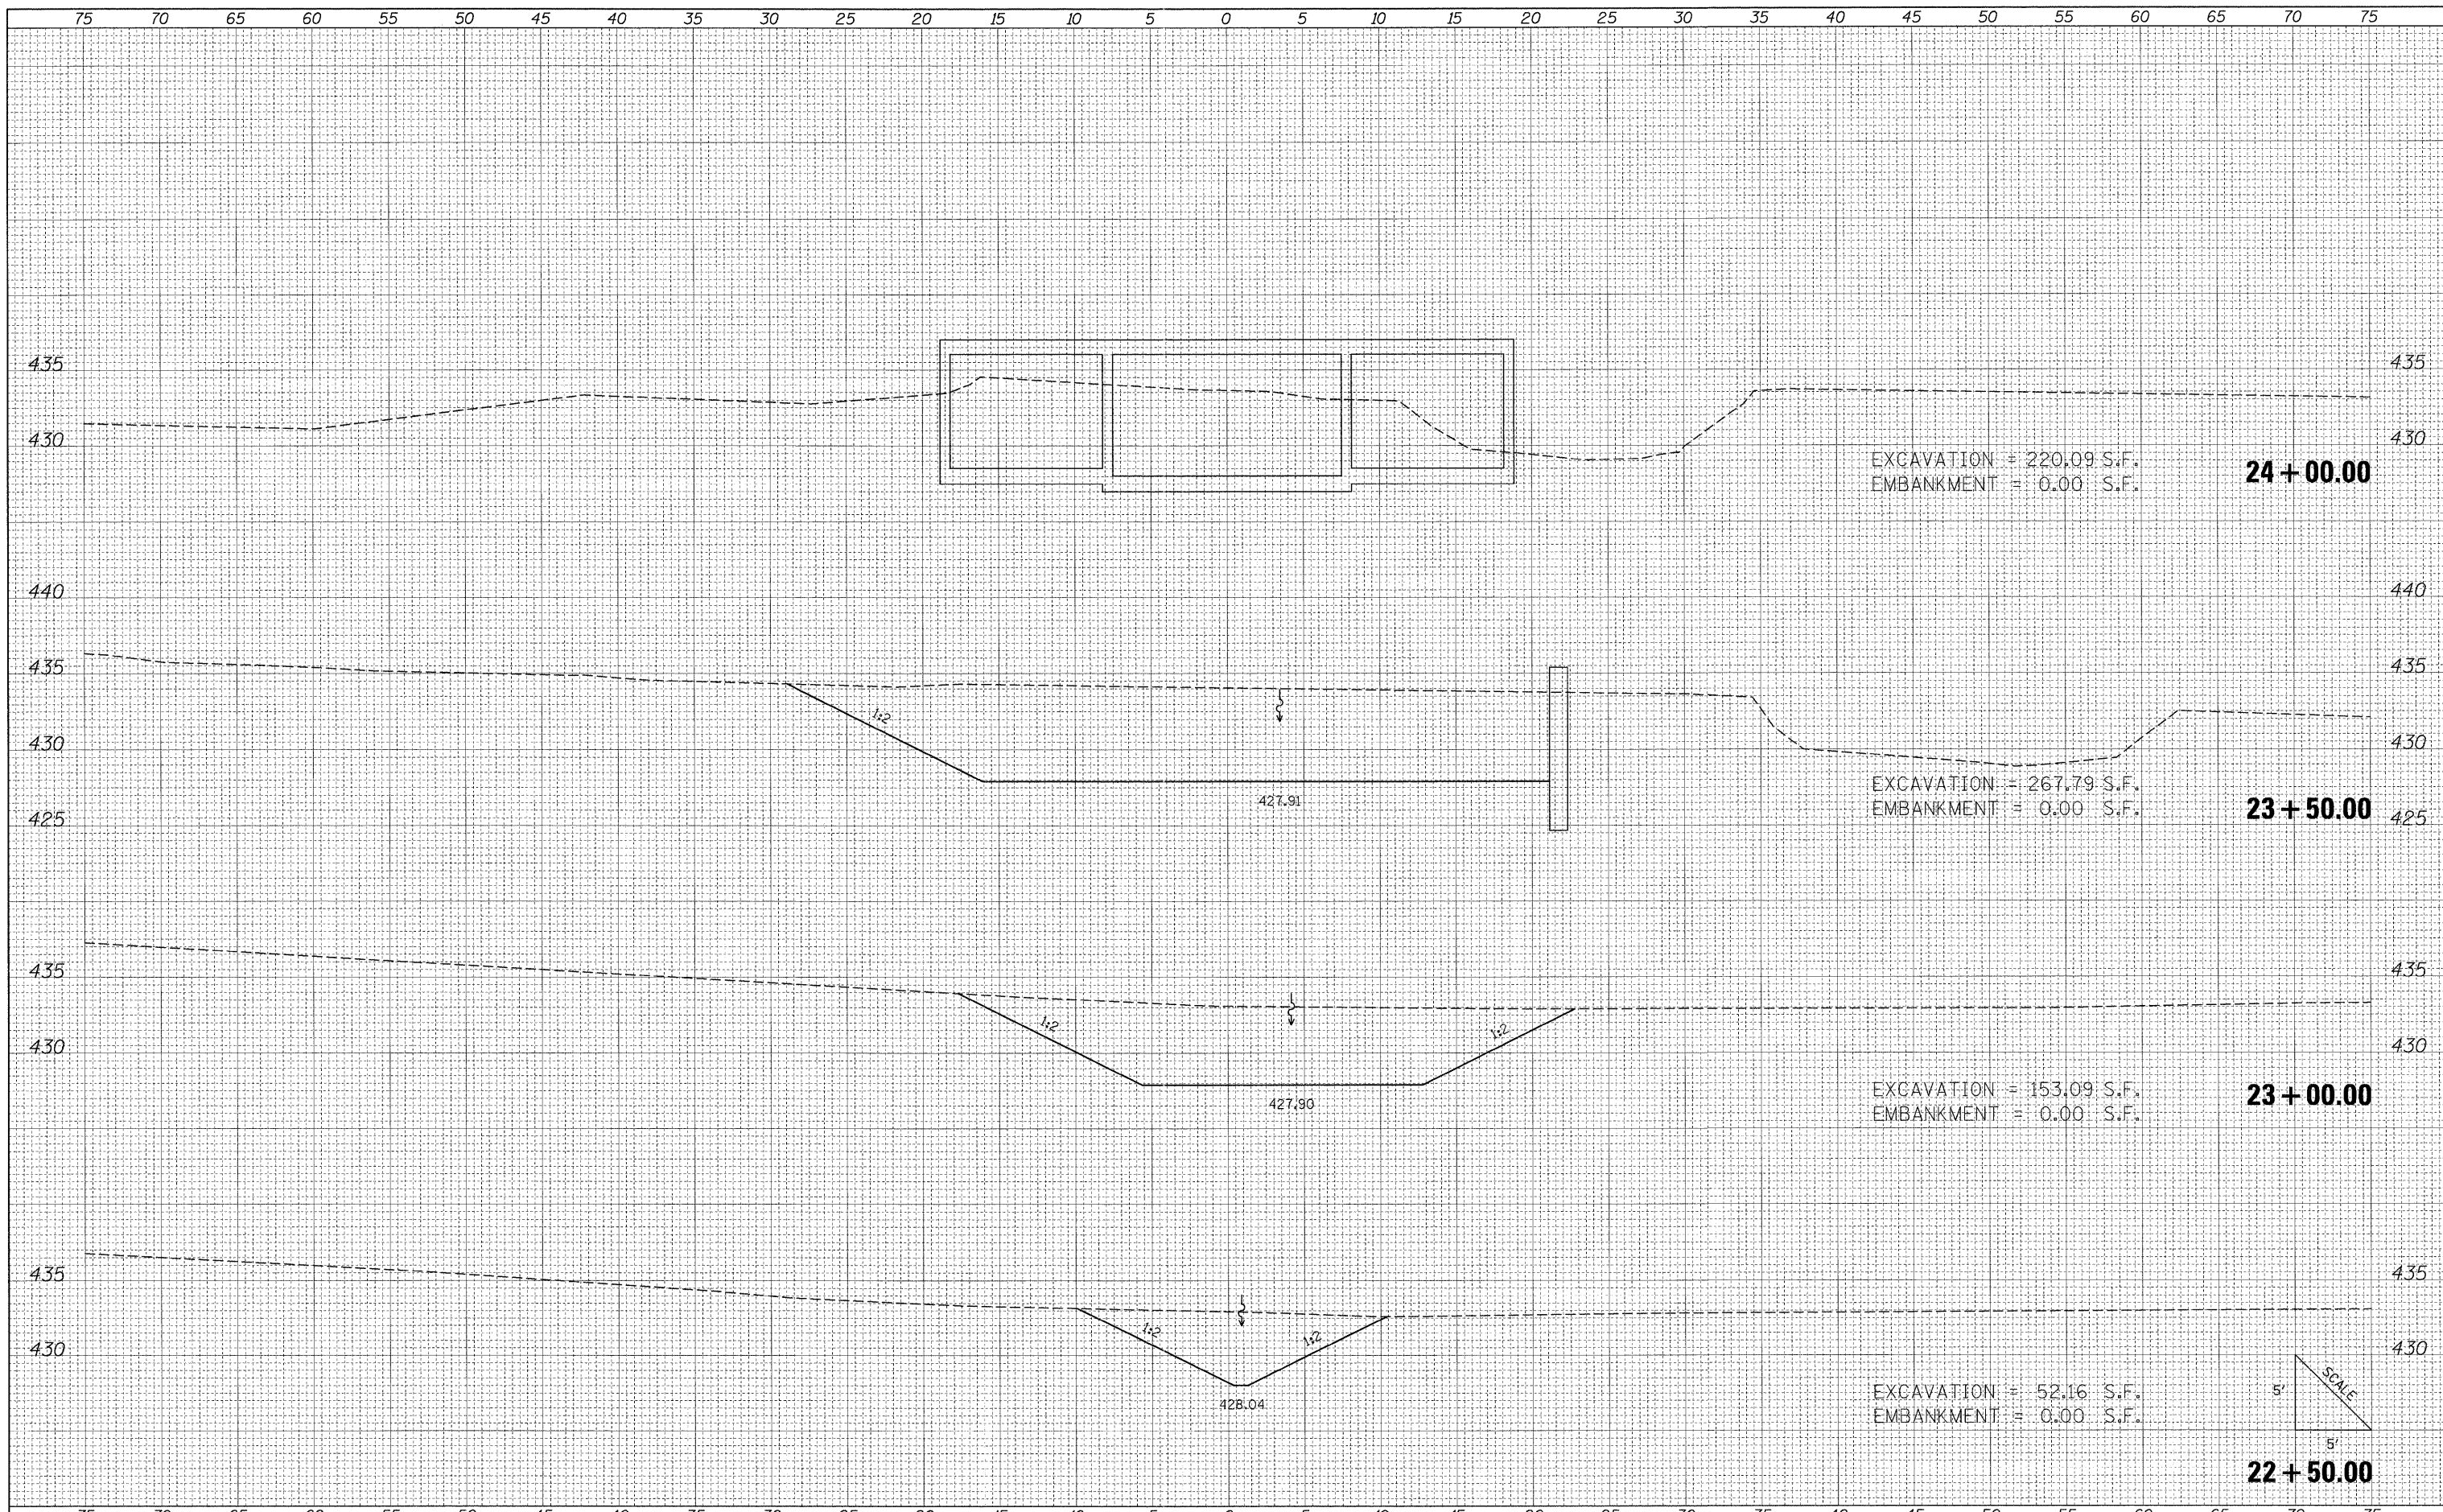 75 70 65 60 55 50 45 40 35 30 25 20 15 10 5 0 5 10 15 20 25 30 35 40 45 50 55 60 65 70 75
435 435
430 430
EXCAVATION = 220.09 S.F.
EMBANKMENT = 0.00 S.F.
24+00.00
440 440
435 435
1:2
430 430
427.91
EXCAVATION = 267.79 S.F.
EMBANKMENT = 0.00 S.F.
23+50.00
425 425
435 435
1:2 1:2
430 430
427.90
EXCAVATION = 153.09 S.F.
EMBANKMENT = 0.00 S.F.
23+00.00
435 435
1:2 1:2
430 430
428.04
EXCAVATION = 52.16 S.F.
EMBANKMENT = 0.00 S.F.
SCALE
5'
5'
22+50.00